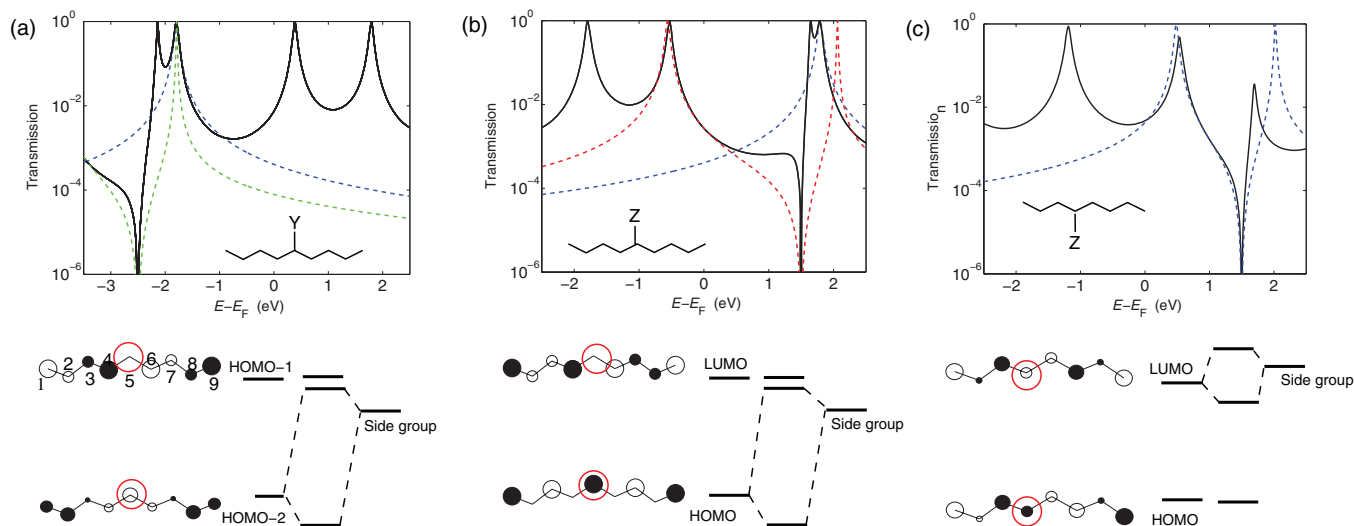 (a)
10^0
10^-2
10^-4
10^-6
Transmission
Y
-3 -2 -1 0 1 2
E-E_F (eV)
(b)
10^0
10^-2
10^-4
10^-6
Transmission
Z
-2 -1 0 1 2
E-E_F (eV)
(c)
10^0
10^-2
10^-4
10^-6
Transmission
Z
-2 -1 0 1 2
E-E_F (eV)
1 2 3 4 5 6 7 8 9
HOMO-1
Side group
HOMO-2
LUMO
Side group
HOMO
LUMO
Side group
HOMO